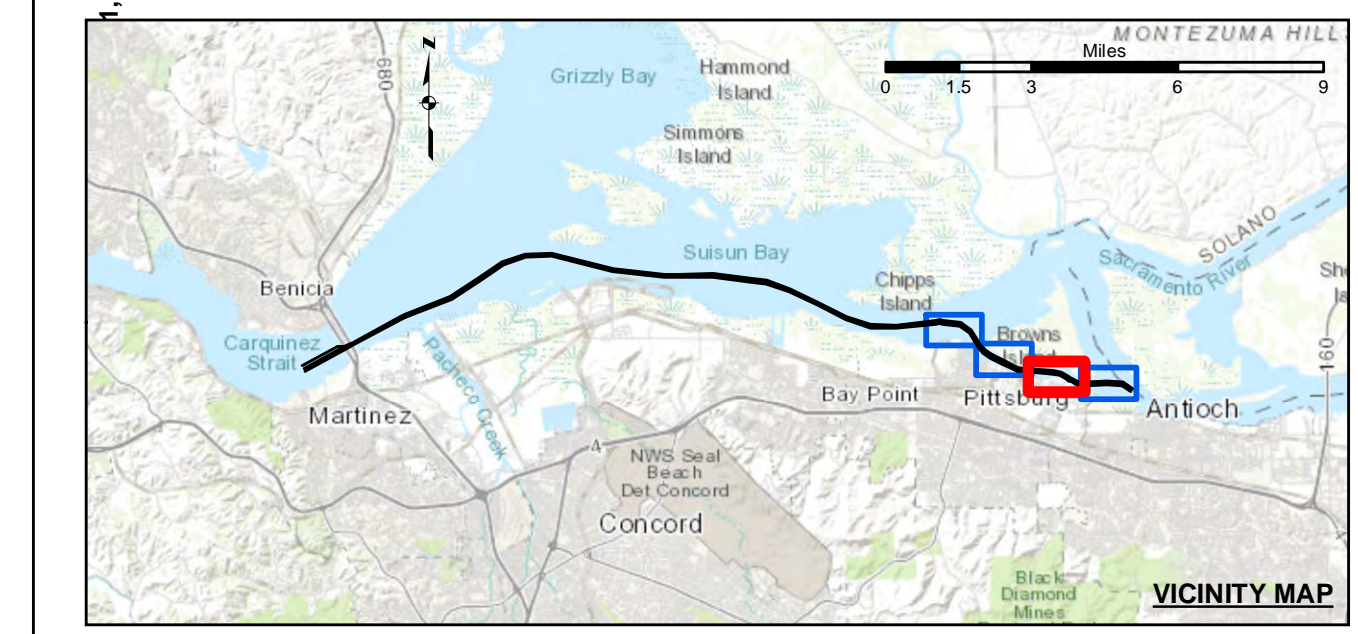 MONTEZUMA HILL
Miles
0 1.5 3 6 9
N
680
Grizzly Bay
Hammond
Island
Simmons
Island
SOLANO
Sacramento River
Suisun Bay
Chipps
Island
Benicia
Browns
Island
Carquinez
Strait
Pacheco Creek
160
Bay Point
Pittsburg
Antioch
Martinez
4
NWS Seal
Beach
Det Concord
Concord
Black
Diamond
Mines
VICINITY MAP